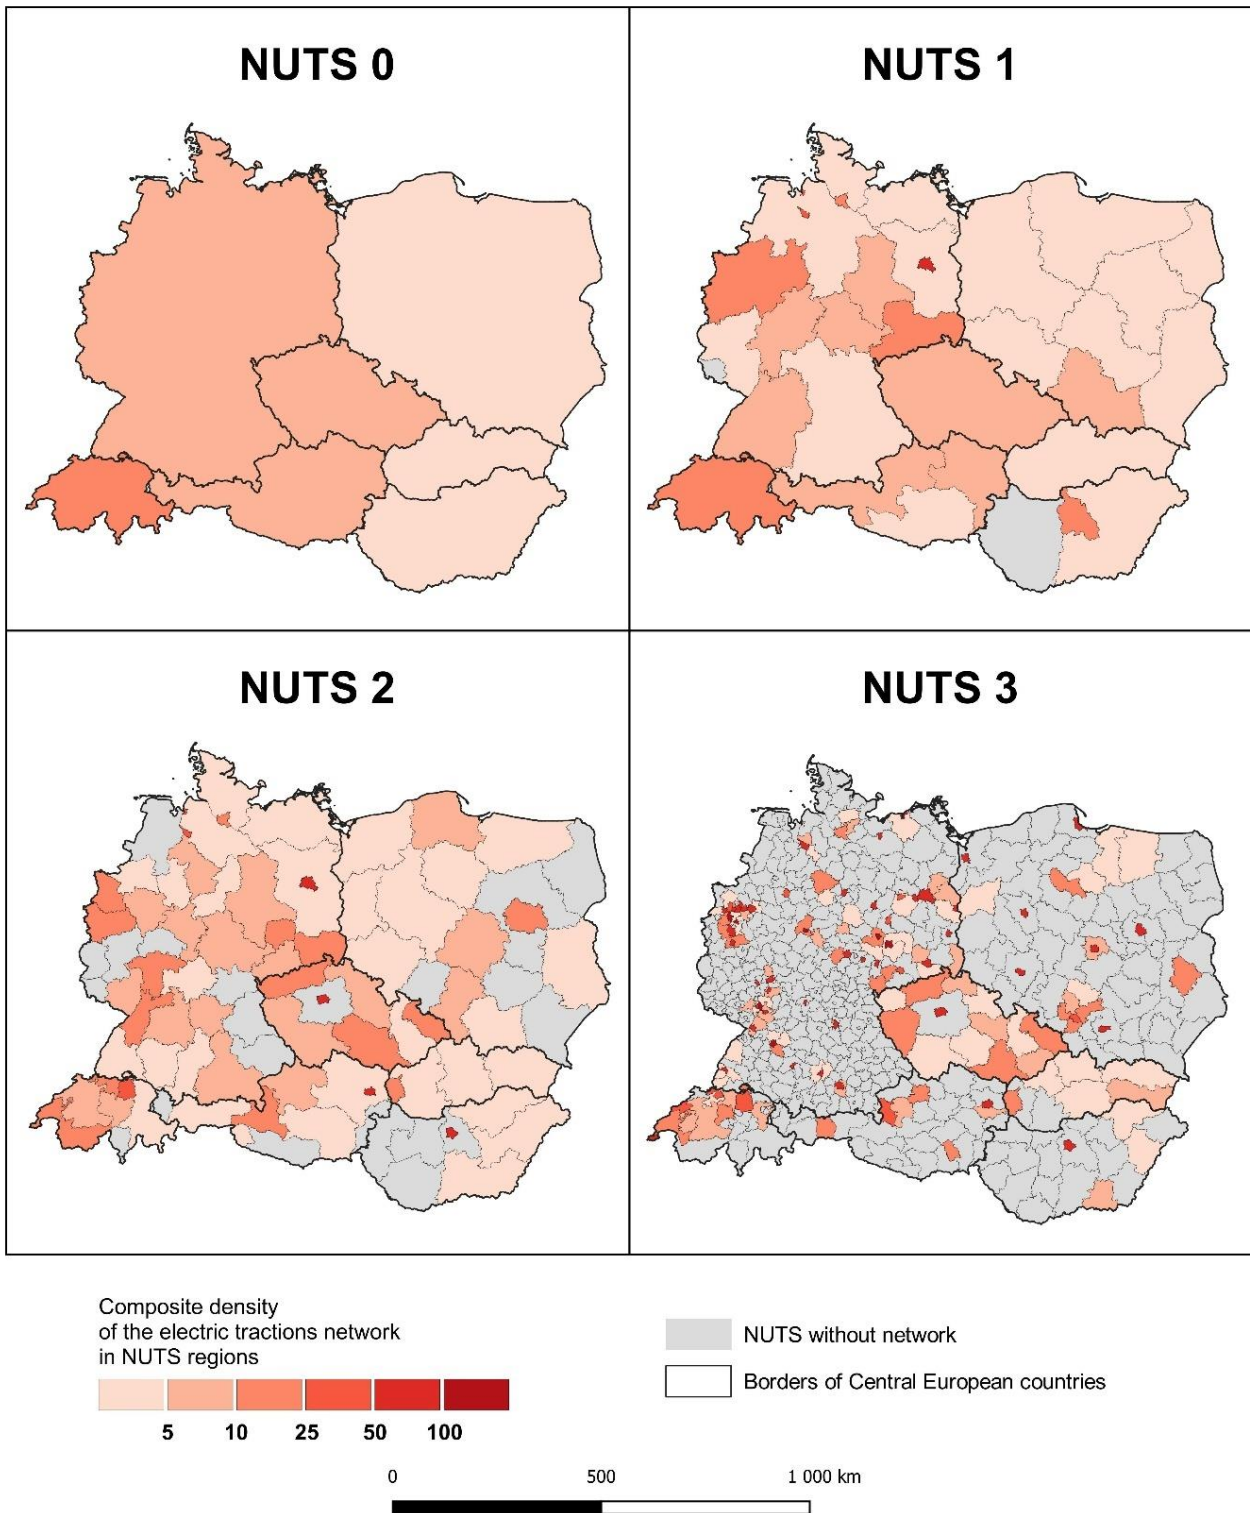 NUTS 0
NUTS 1
NUTS 2
NUTS 3
Composite density
of the electric tractions network
in NUTS regions
5 10 25 50 100
NUTS without network
Borders of Central European countries
0 500 1 000 km